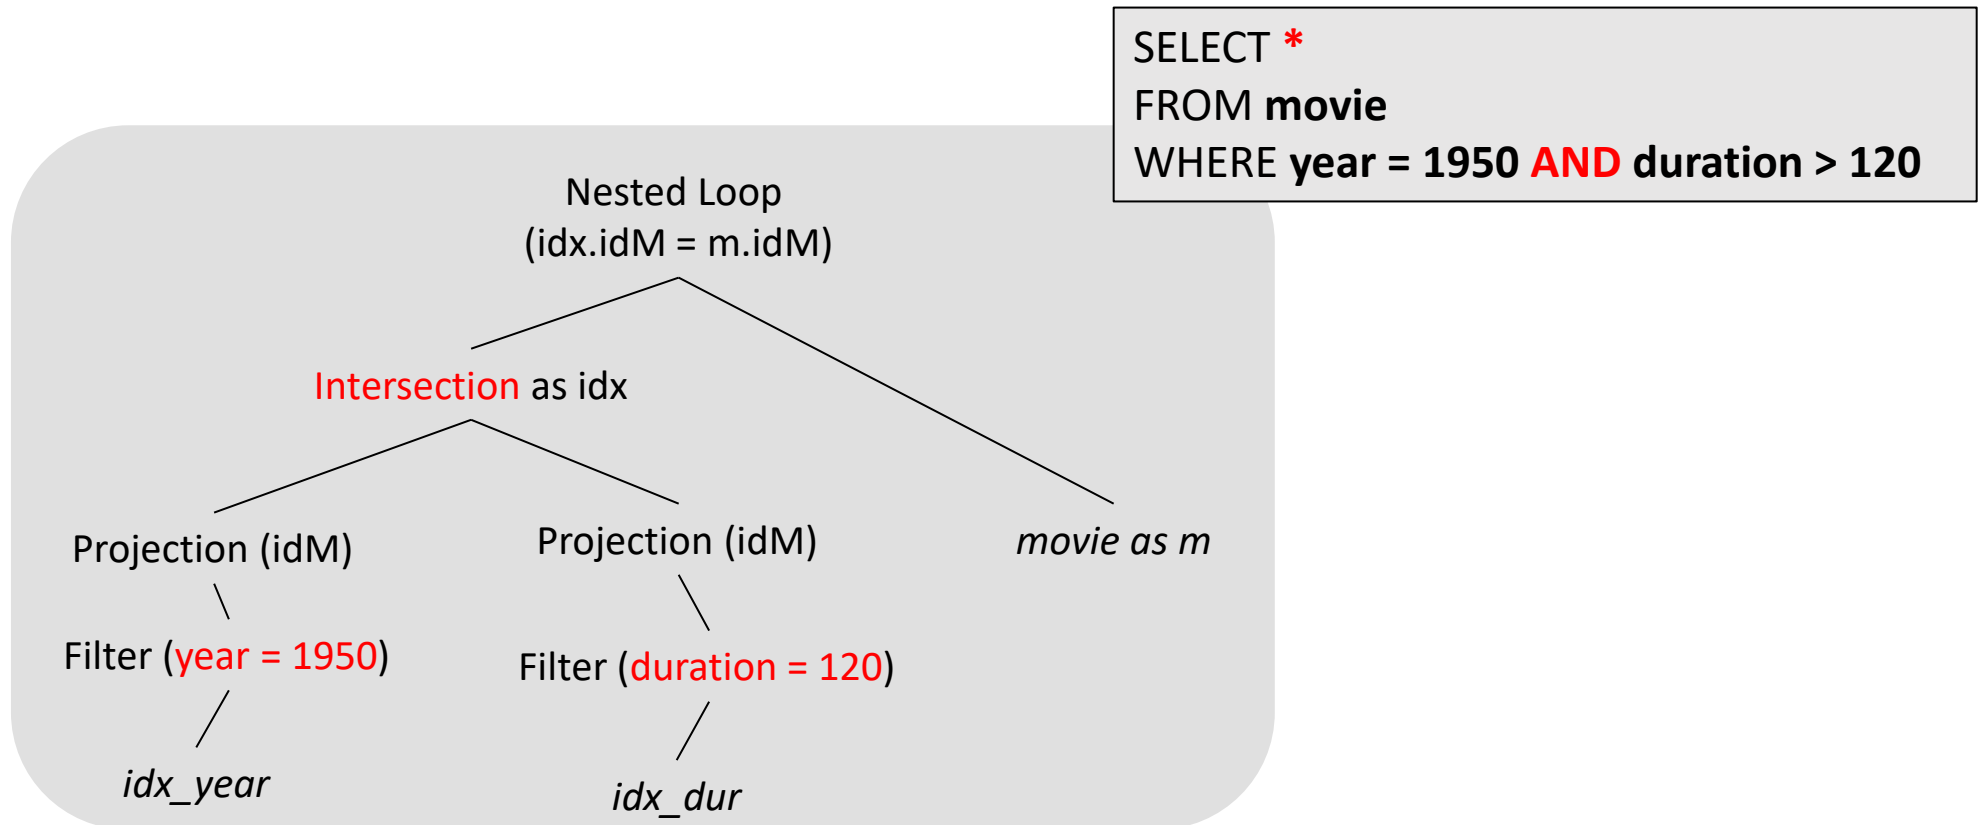 SELECT *
FROM movie
WHERE year = 1950 AND duration > 120
Nested Loop
(idx.idM = m.idM)
Intersection as idx
Projection (idM)
Projection (idM)
movie as m
Filter (year = 1950)
Filter (duration = 120)
idx_year
idx_dur